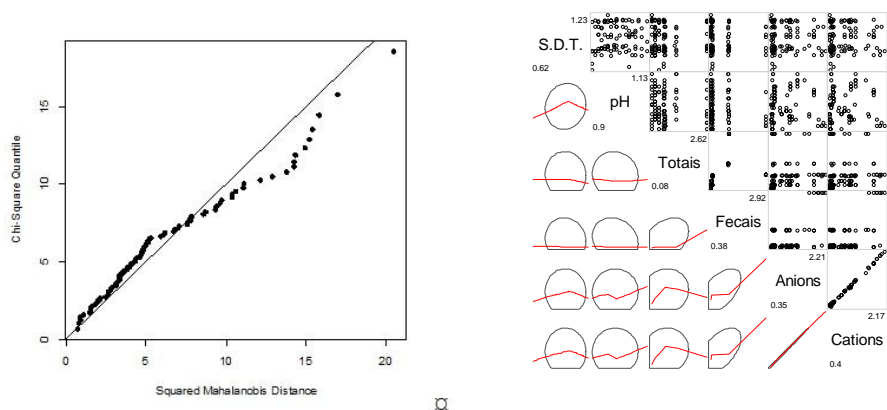 Chi-Square Quantile
15
10
5
0
0 5 10 15 20
Squared Mahalanobis Distance
¤
1.23
S.D.T.
0.62
1.13
pH
0.9
2.62
Totais
0.08
2.92
Fecais
0.38
2.21
Anions
0.35
2.17
Cations
0.4